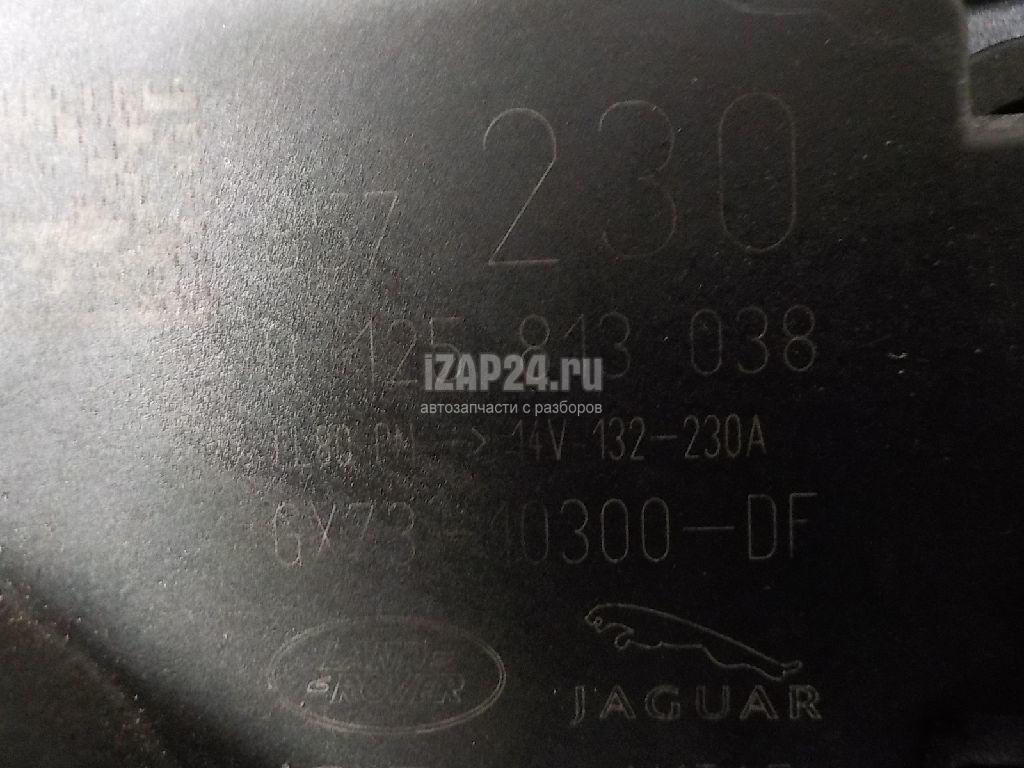 230
125 813 038
iZAP24.ru
автозапчасти с разборов
-> 14V 132-230A
GX73-10300-DF
LAND
ROVER
JAGUAR